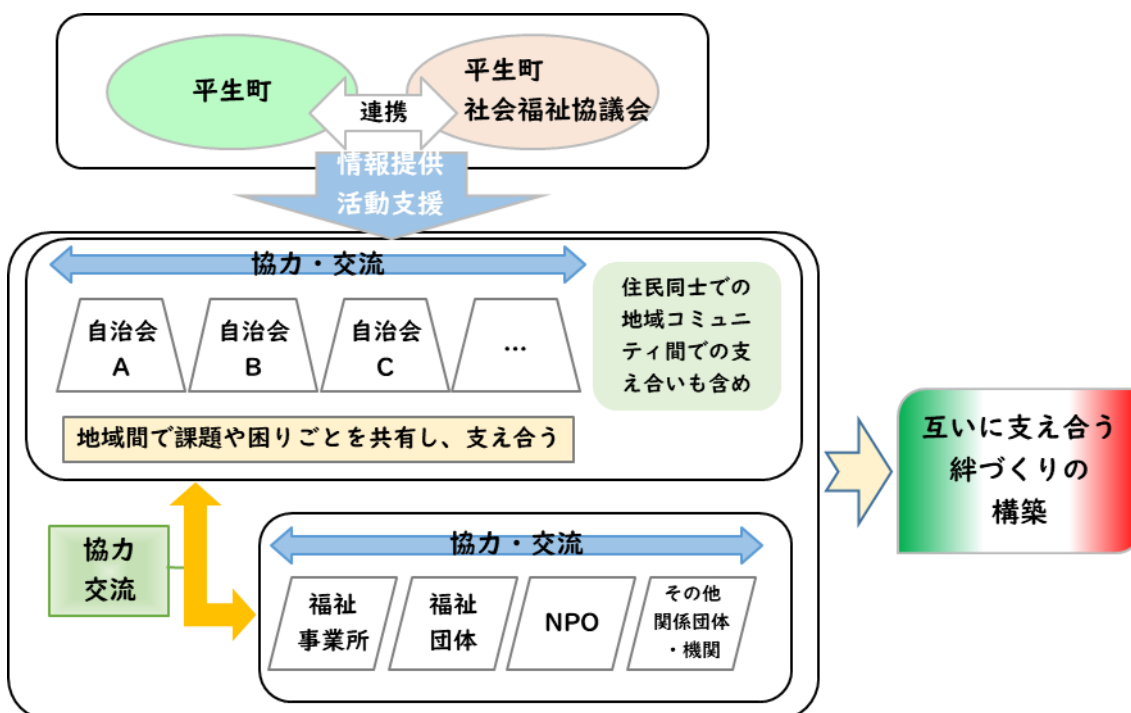 平生町
平生町
社会福祉協議会
連携
情報提供
活動支援
協力・交流
自治会
A
自治会
B
自治会
C
…
住民同士での
地域コミュニ
ティ間での支
え合いも含め
地域間で課題や困りごとを共有し、支え合う
互いに支え合う
絆づくりの
構築
協力
交流
協力・交流
福祉
事業所
福祉
団体
NPO
その他
関係団体
・機関